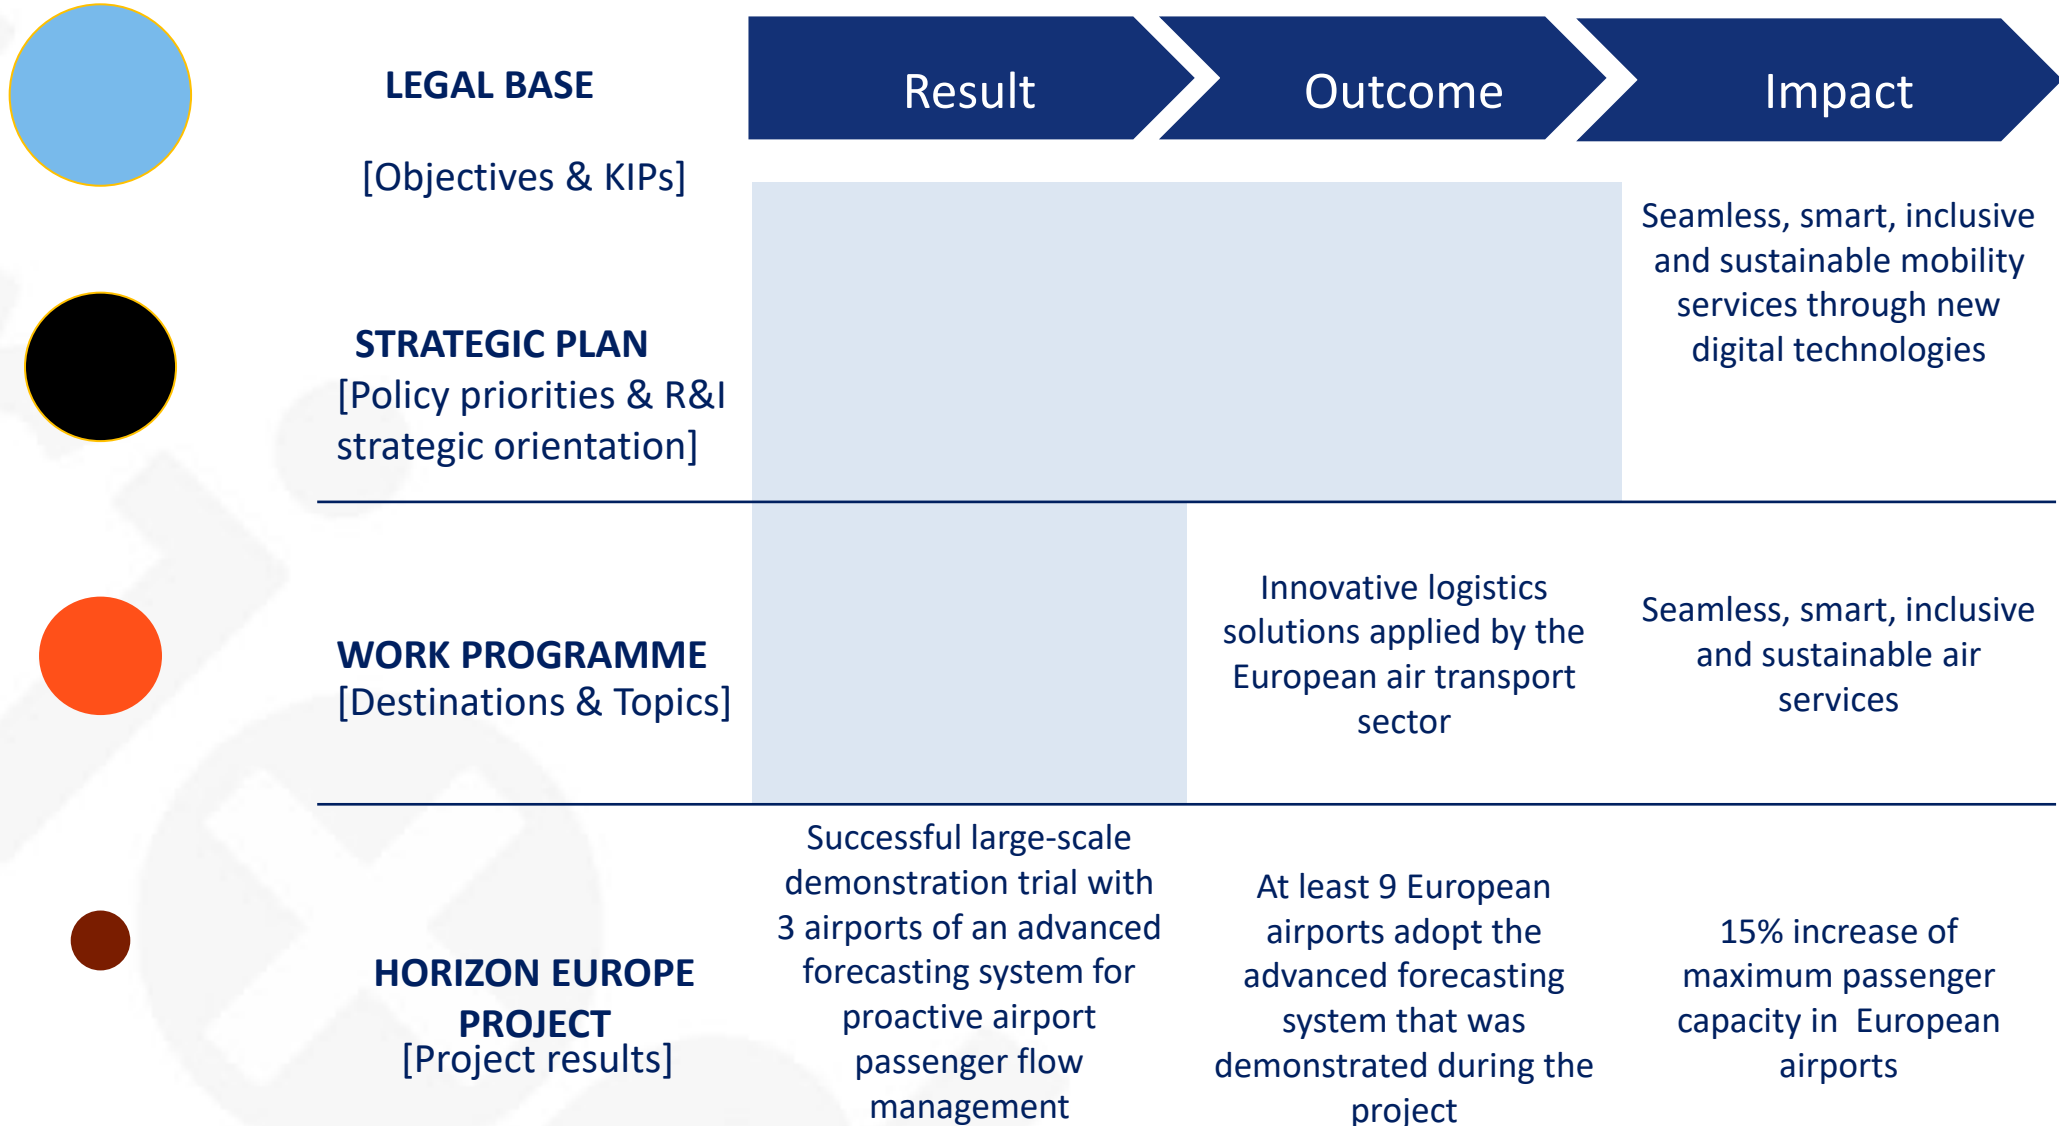 LEGAL BASE
[Objectives & KIPs]
Result
Outcome
Impact
Seamless, smart, inclusive
and sustainable mobility
services through new
digital technologies
STRATEGIC PLAN
[Policy priorities & R&I
strategic orientation]
WORK PROGRAMME
[Destinations & Topics]
Innovative logistics
solutions applied by the
European air transport
sector
Seamless, smart, inclusive
and sustainable air
services
HORIZON EUROPE
PROJECT
[Project results]
Successful large-scale
demonstration trial with
3 airports of an advanced
forecasting system for
proactive airport
passenger flow
management
At least 9 European
airports adopt the
advanced forecasting
system that was
demonstrated during the
project
15% increase of
maximum passenger
capacity in European
airports